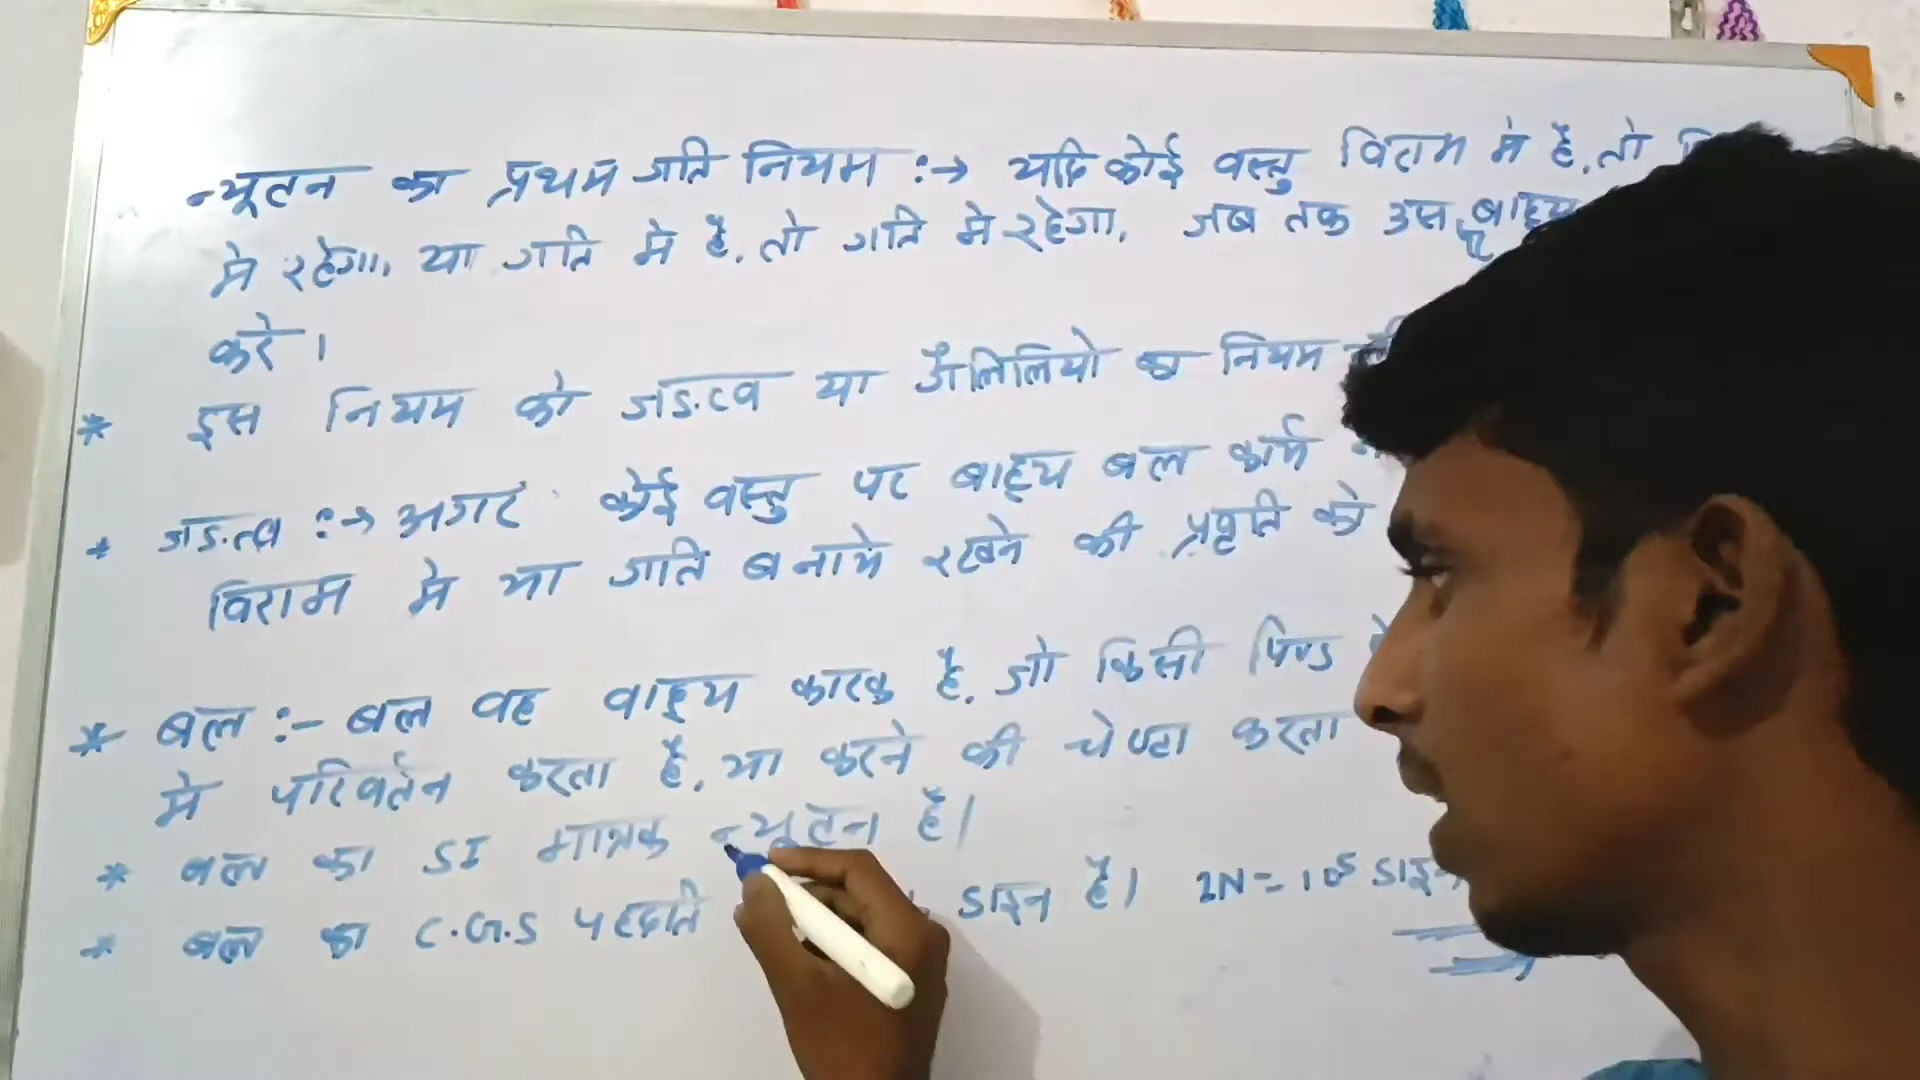 न्यूटन का प्रथम गति नियम :→ यदि कोई वस्तु विराम मे है, तो
मे रहेगा, या गति मे है, तो गति मे रहेगा, जब तक उस बाह्य
करे ।
* इस नियम को जड़त्व या गैलिलियो का नियम
* जड़त्व :→ अगर कोई वस्तु पर बाह्य बल कार्य
विराम मे या गति बनाये रखने की प्रवृति को
* बल :- बल वह वाह्य कारक है, जो किसी पिण्ड
मे परिवर्तन करता है, या करने की चेष्टा करता
* बल का SI मात्रक न्यूटन है।
* बल का C.G.S पद्दति डाइन है। 1N = 10⁵ डाइन